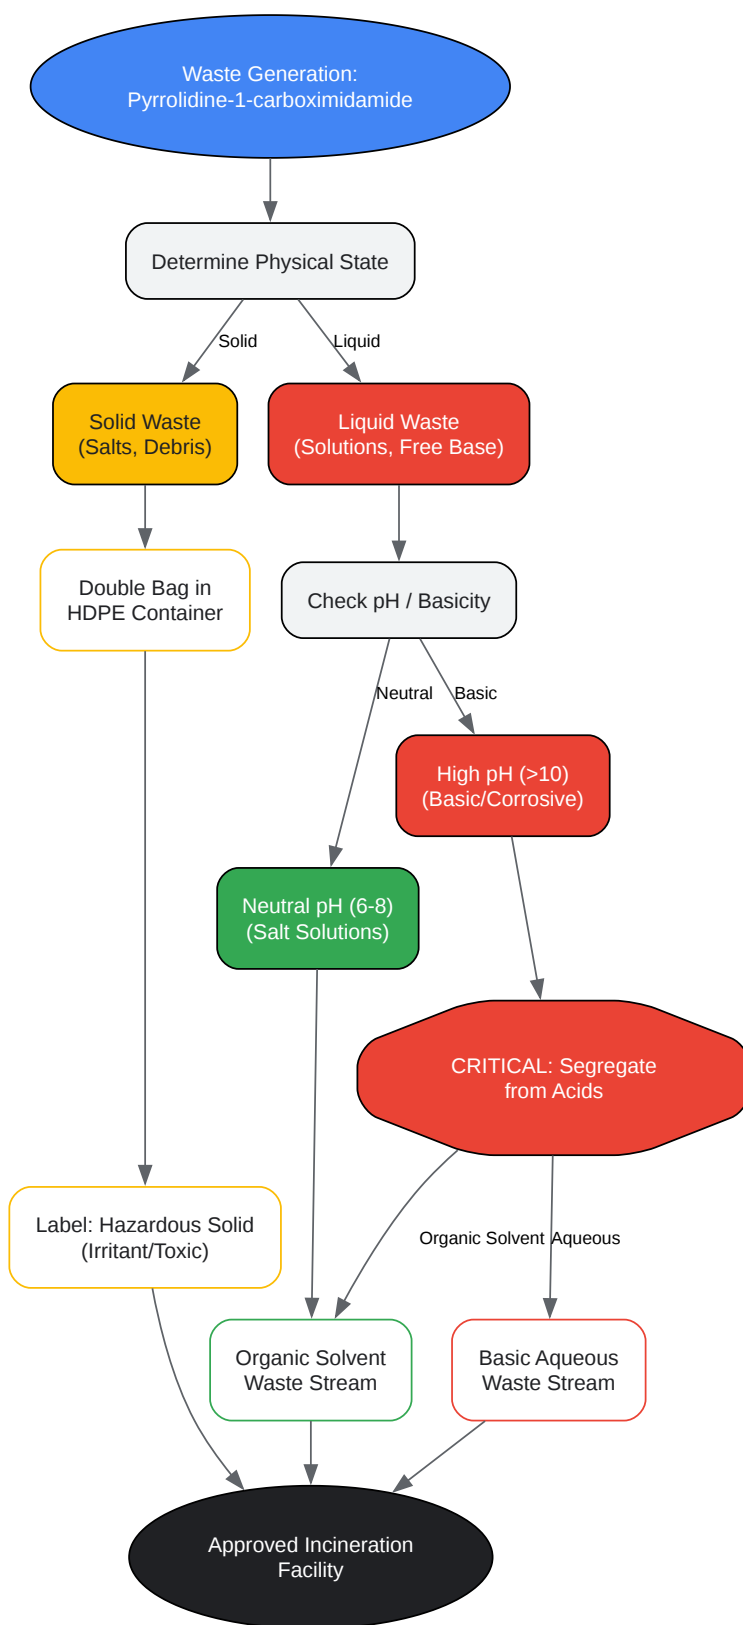 Waste Generation:
Pyrrolidine-1-carboximidamide
Determine Physical State
Solid
Liquid
Solid Waste
(Salts, Debris)
Liquid Waste
(Solutions, Free Base)
Double Bag in
HDPE Container
Check pH / Basicity
Neutral
Basic
High pH (>10)
(Basic/Corrosive)
Neutral pH (6-8)
(Salt Solutions)
CRITICAL: Segregate
from Acids
Label: Hazardous Solid
(Irritant/Toxic)
Organic Solvent
Aqueous
Organic Solvent
Waste Stream
Basic Aqueous
Waste Stream
Approved Incineration
Facility